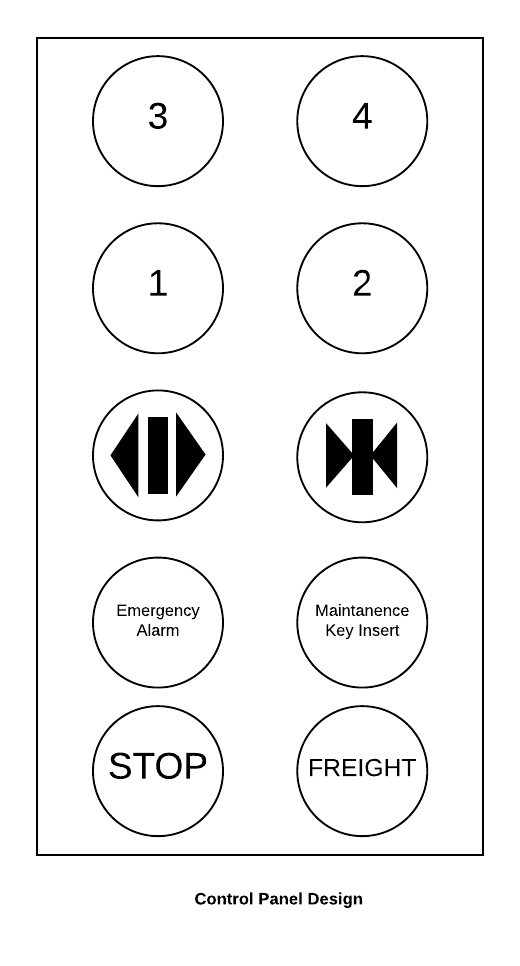 3
4
1
2
Emergency
Alarm
Maintanence
Key Insert
STOP
FREIGHT
Control Panel Design